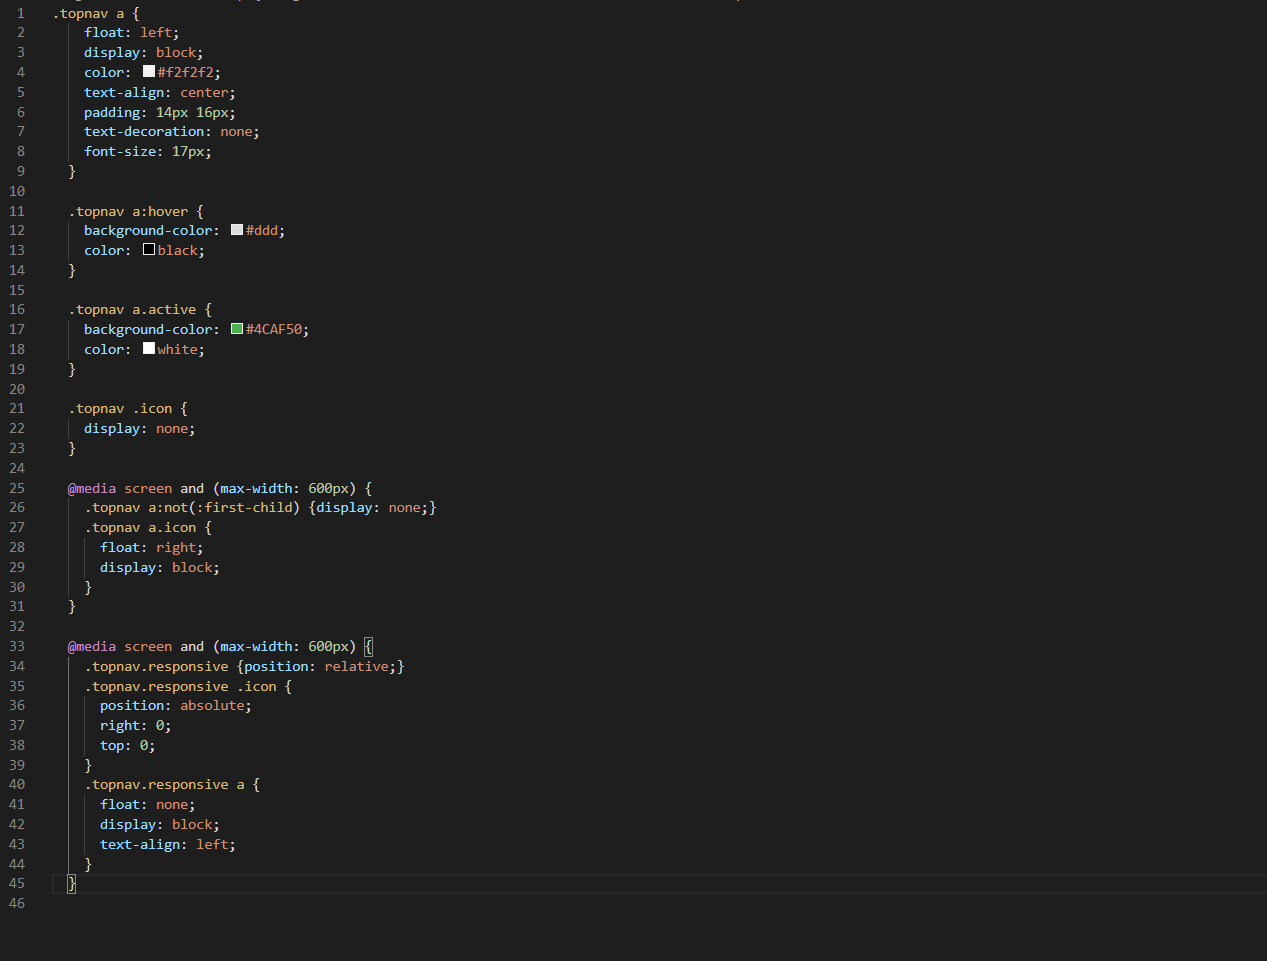 1 .topnav a {
2 float: left;
3 display: block;
4 color: #f2f2f2;
5 text-align: center;
6 padding: 14px 16px;
7 text-decoration: none;
8 font-size: 17px;
9 }
10
11 .topnav a:hover {
12 background-color: #ddd;
13 color: black;
14 }
15
16 .topnav a.active {
17 background-color: #4CAF50;
18 color: white;
19 }
20
21 .topnav .icon {
22 display: none;
23 }
24
25 @media screen and (max-width: 600px) {
26 .topnav a:not(:first-child) {display: none;}
27 .topnav a.icon {
28 float: right;
29 display: block;
30 }
31 }
32
33 @media screen and (max-width: 600px) {
34 .topnav.responsive {position: relative;}
35 .topnav.responsive .icon {
36 position: absolute;
37 right: 0;
38 top: 0;
39 }
40 .topnav.responsive a {
41 float: none;
42 display: block;
43 text-align: left;
44 }
45 }
46